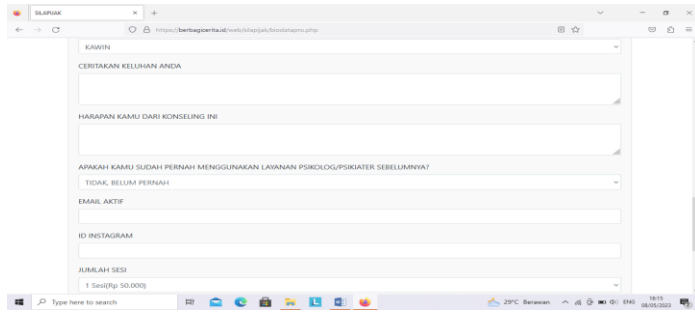 SILAPIJAK
https://berbagicerita.id/web/silapijak/biodatapro.php
KAWIN
CERITAKAN KELUHAN ANDA
HARAPAN KAMU DARI KONSELING INI
APAKAH KAMU SUDAH PERNAH MENGGUNAKAN LAYANAN PSIKOLOG/PSIKIATER SEBELUMNYA?
TIDAK, BELUM PERNAH
EMAIL AKTIF
ID INSTAGRAM
JUMLAH SESI
1 Sesi(Rp 50.000)
Type here to search
29°C Berawan
ENG
16:15
08/05/2023